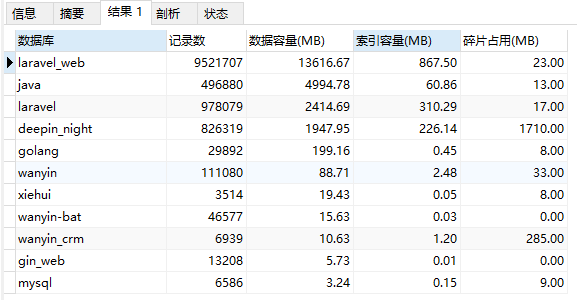 信息 摘要 结果 1 剖析 状态
数据库 记录数 数据容量(MB) 索引容量(MB) 碎片占用(MB)
laravel_web 9521707 13616.67 867.50 23.00
java 496880 4994.78 60.86 13.00
laravel 978079 2414.69 310.29 17.00
deepin_night 826319 1947.95 226.14 1710.00
golang 29892 199.16 0.45 8.00
wanyin 111080 88.71 2.48 33.00
xiehui 3514 19.43 0.05 8.00
wanyin-bat 46577 15.63 0.03 0.00
wanyin_crm 6939 10.63 1.20 285.00
gin_web 13208 5.73 0.01 0.00
mysql 6586 3.24 0.15 9.00